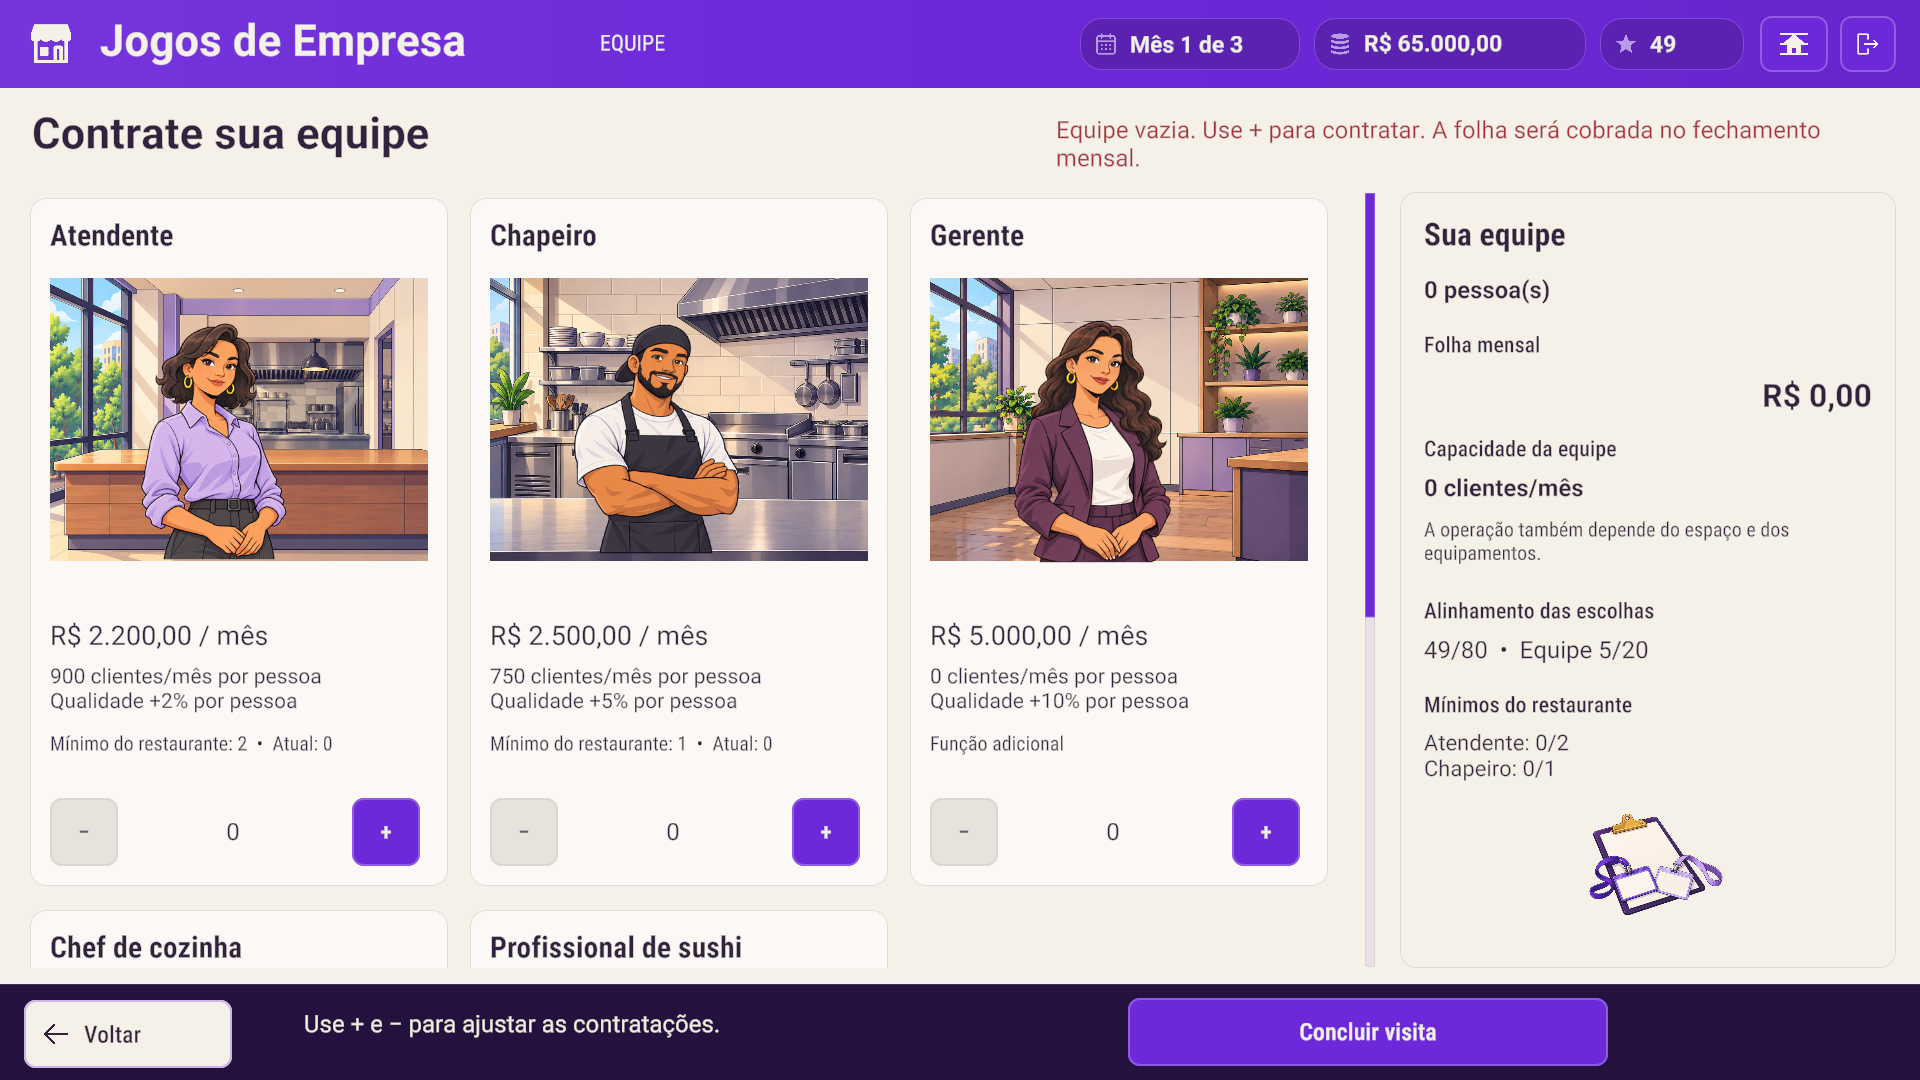 Jogos de Empresa
EQUIPE
Mês 1 de 3
R$ 65.000,00
49
Contrate sua equipe
Equipe vazia. Use + para contratar. A folha será cobrada no fechamento
mensal.
Atendente
R$ 2.200,00 / mês
900 clientes/mês por pessoa
Qualidade +2% por pessoa
Mínimo do restaurante: 2 • Atual: 0
−
0
+
Chapeiro
R$ 2.500,00 / mês
750 clientes/mês por pessoa
Qualidade +5% por pessoa
Mínimo do restaurante: 1 • Atual: 0
−
0
+
Gerente
R$ 5.000,00 / mês
0 clientes/mês por pessoa
Qualidade +10% por pessoa
Função adicional
−
0
+
Chef de cozinha
Profissional de sushi
Sua equipe
0 pessoa(s)
Folha mensal
R$ 0,00
Capacidade da equipe
0 clientes/mês
A operação também depende do espaço e dos
equipamentos.
Alinhamento das escolhas
49/80 • Equipe 5/20
Mínimos do restaurante
Atendente: 0/2
Chapeiro: 0/1
Voltar
Use + e − para ajustar as contratações.
Concluir visita